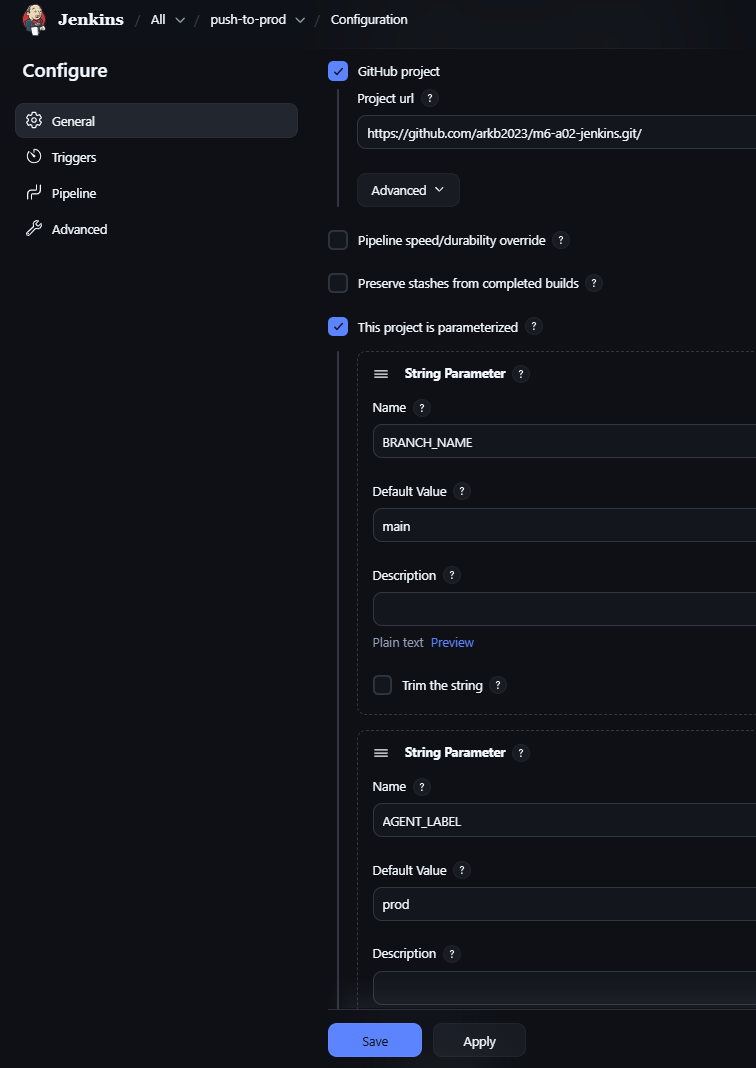 Jenkins / All / push-to-prod / Configuration
Configure
General
Triggers
Pipeline
Advanced
GitHub project
Project url ?
https://github.com/arkb2023/m6-a02-jenkins.git/
Advanced
Pipeline speed/durability override ?
Preserve stashes from completed builds ?
This project is parameterized ?
String Parameter ?
Name ?
BRANCH_NAME
Default Value ?
main
Description ?
Plain text Preview
Trim the string ?
String Parameter ?
Name ?
AGENT_LABEL
Default Value ?
prod
Description ?
Save Apply